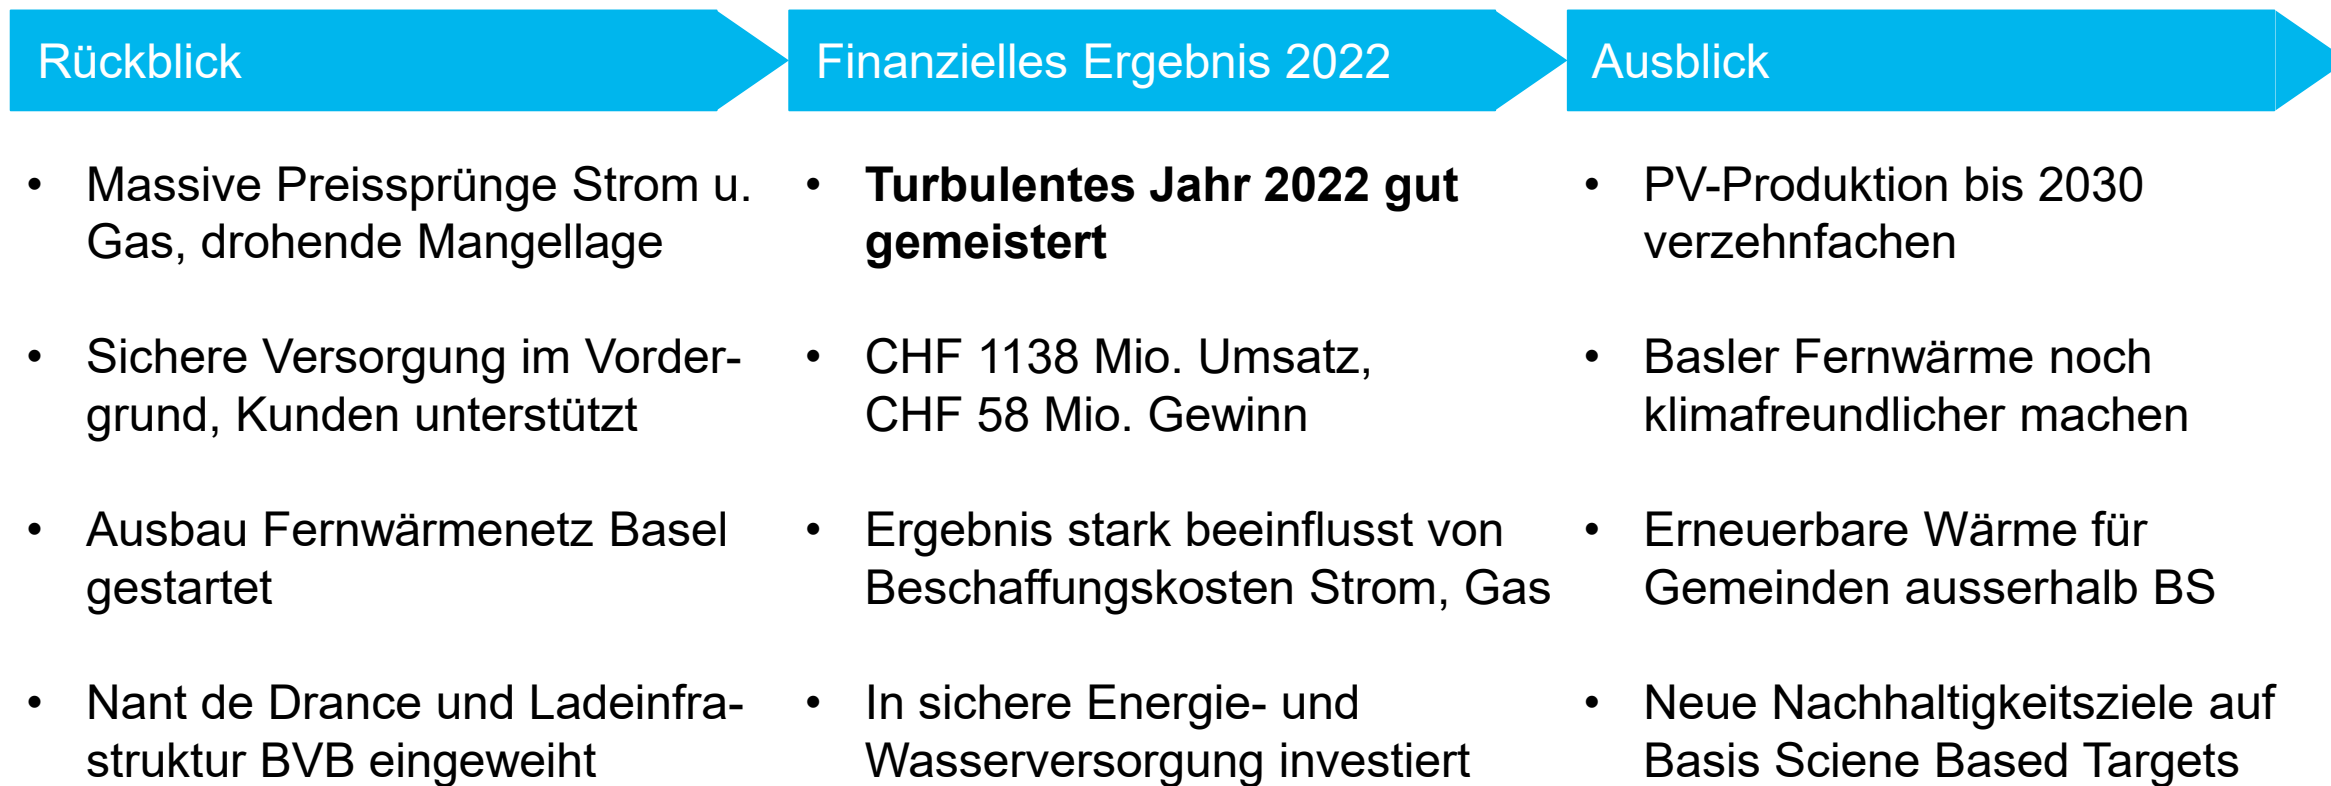 Rückblick
• Massive Preissprünge Strom u.
Gas, drohende Mangellage
• Sichere Versorgung im Vorder-
grund, Kunden unterstützt
• Ausbau Fernwärmenetz Basel
gestartet
• Nant de Drance und Ladeinfra-
struktur BVB eingeweiht
Finanzielles Ergebnis 2022
• Turbulentes Jahr 2022 gut
gemeistert
• CHF 1138 Mio. Umsatz,
CHF 58 Mio. Gewinn
• Ergebnis stark beeinflusst von
Beschaffungskosten Strom, Gas
• In sichere Energie- und
Wasserversorgung investiert
Ausblick
• PV-Produktion bis 2030
verzehnfachen
• Basler Fernwärme noch
klimafreundlicher machen
• Erneuerbare Wärme für
Gemeinden ausserhalb BS
• Neue Nachhaltigkeitsziele auf
Basis Sciene Based Targets